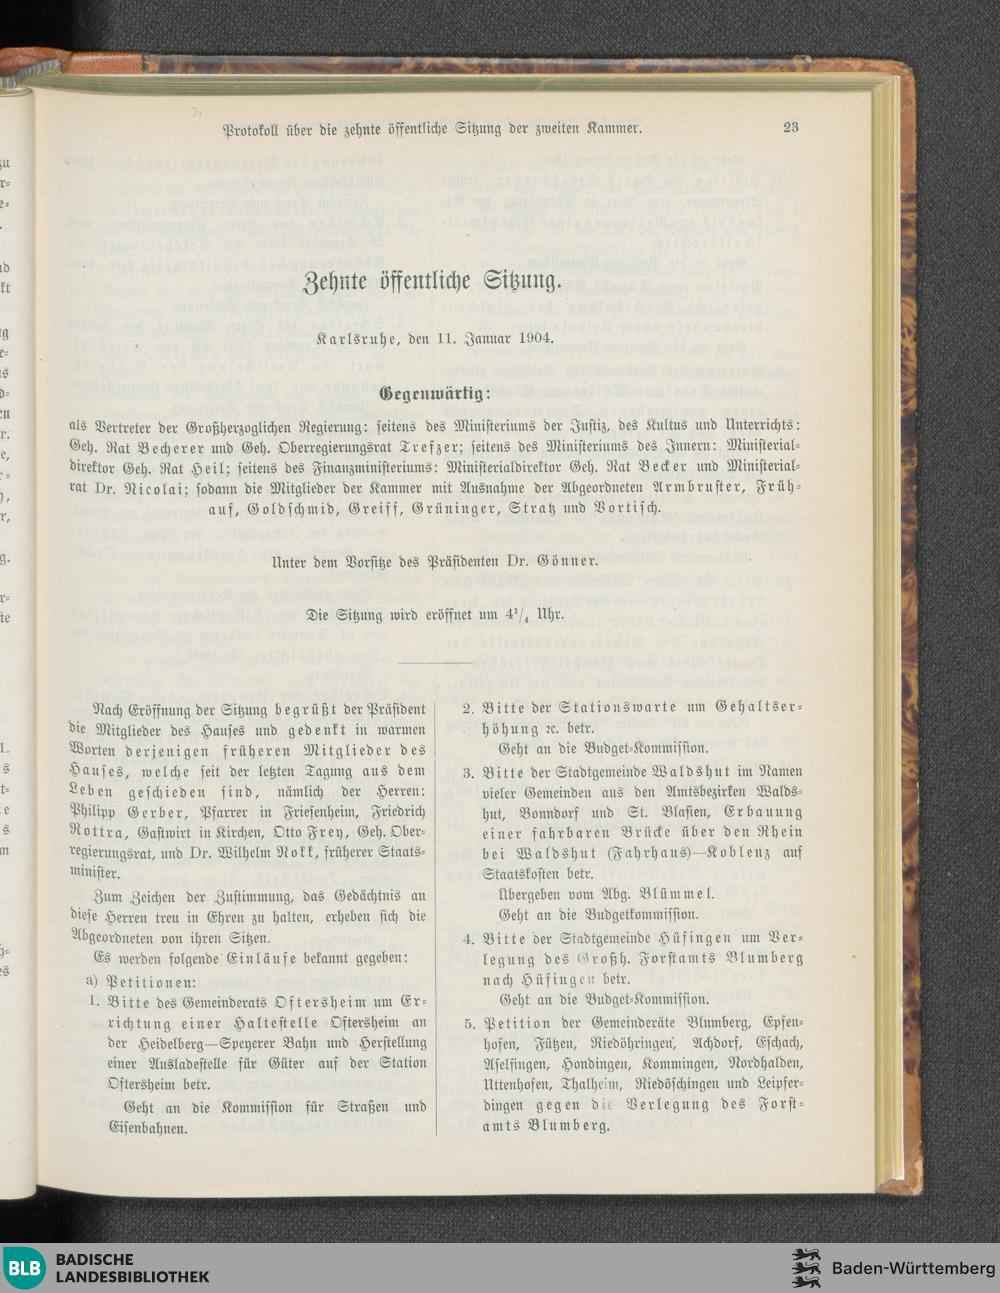 Protokoll über die zehnte öffentliche Sitzung der zweiten Kammer.
23
Zehnte öffentliche Sitzung.
Karlsruhe, den 11. Januar 1904.
Gegenwärtig:
als Vertreter der Großherzoglichen Regierung: seitens des Ministeriums der Justiz, des Kultus und Unterrichts:
Geh. Rat Becherer und Geh. Oberregierungsrat Trefzer; seitens des Ministeriums des Innern: Ministerial-
direktor Geh. Rat Heil; seitens des Finanzministeriums: Ministerialdirektor Geh. Rat Becker und Ministerial-
rat Dr. Nicolai; sodann die Mitglieder der Kammer mit Ausnahme der Abgeordneten Armbruster, Früh-
auf, Goldschmid, Greiff, Grüninger, Stratz und Vortisch.
Unter dem Vorsitze des Präsidenten Dr. Gönner.
Die Sitzung wird eröffnet um 4 1/4 Uhr.
Nach Eröffnung der Sitzung begrüßt der Präsident
die Mitglieder des Hauses und gedenkt in warmen
Worten derjenigen früheren Mitglieder des
Hauses, welche seit der letzten Tagung aus dem
Leben geschieden sind, nämlich der Herren:
Philipp Gerber, Pfarrer in Friesenheim, Friedrich
Rottra, Gastwirt in Kirchen, Otto Frey, Geh. Ober-
regierungsrat, und Dr. Wilhelm Nokk, früherer Staats-
minister.
Zum Zeichen der Zustimmung, das Gedächtnis an
diese Herren treu in Ehren zu halten, erheben sich die
Abgeordneten von ihren Sitzen.
Es werden folgende Einläufe bekannt gegeben:
a) Petitionen:
1. Bitte des Gemeinderats Oftersheim um Er-
richtung einer Haltestelle Oftersheim an
der Heidelberg—Speyerer Bahn und Herstellung
einer Ausladestelle für Güter auf der Station
Oftersheim betr.
Geht an die Kommission für Straßen und
Eisenbahnen.
2. Bitte der Stationswarte um Gehaltser-
höhung ꝛc. betr.
Geht an die Budget-Kommission.
3. Bitte der Stadtgemeinde Waldshut im Namen
vieler Gemeinden aus den Amtsbezirken Walds-
hut, Bonndorf und St. Blasien, Erbauung
einer fahrbaren Brücke über den Rhein
bei Waldshut (Fahrhaus)—Koblenz auf
Staatskosten betr.
Übergeben vom Abg. Blümmel.
Geht an die Budgetkommission.
4. Bitte der Stadtgemeinde Hüfingen um Ver-
legung des Großh. Forstamts Blumberg
nach Hüfingen betr.
Geht an die Budget-Kommission.
5. Petition der Gemeinderäte Blumberg, Epfen-
hofen, Fützen, Riedöhringen, Achdorf, Eschach,
Aselfingen, Hondingen, Kommingen, Nordhalden,
Uttenhofen, Thalheim, Riedöschingen und Leipfer-
dingen gegen die Verlegung des Forst-
amts Blumberg.
BLB BADISCHE
LANDESBIBLIOTHEK
Baden-Württemberg